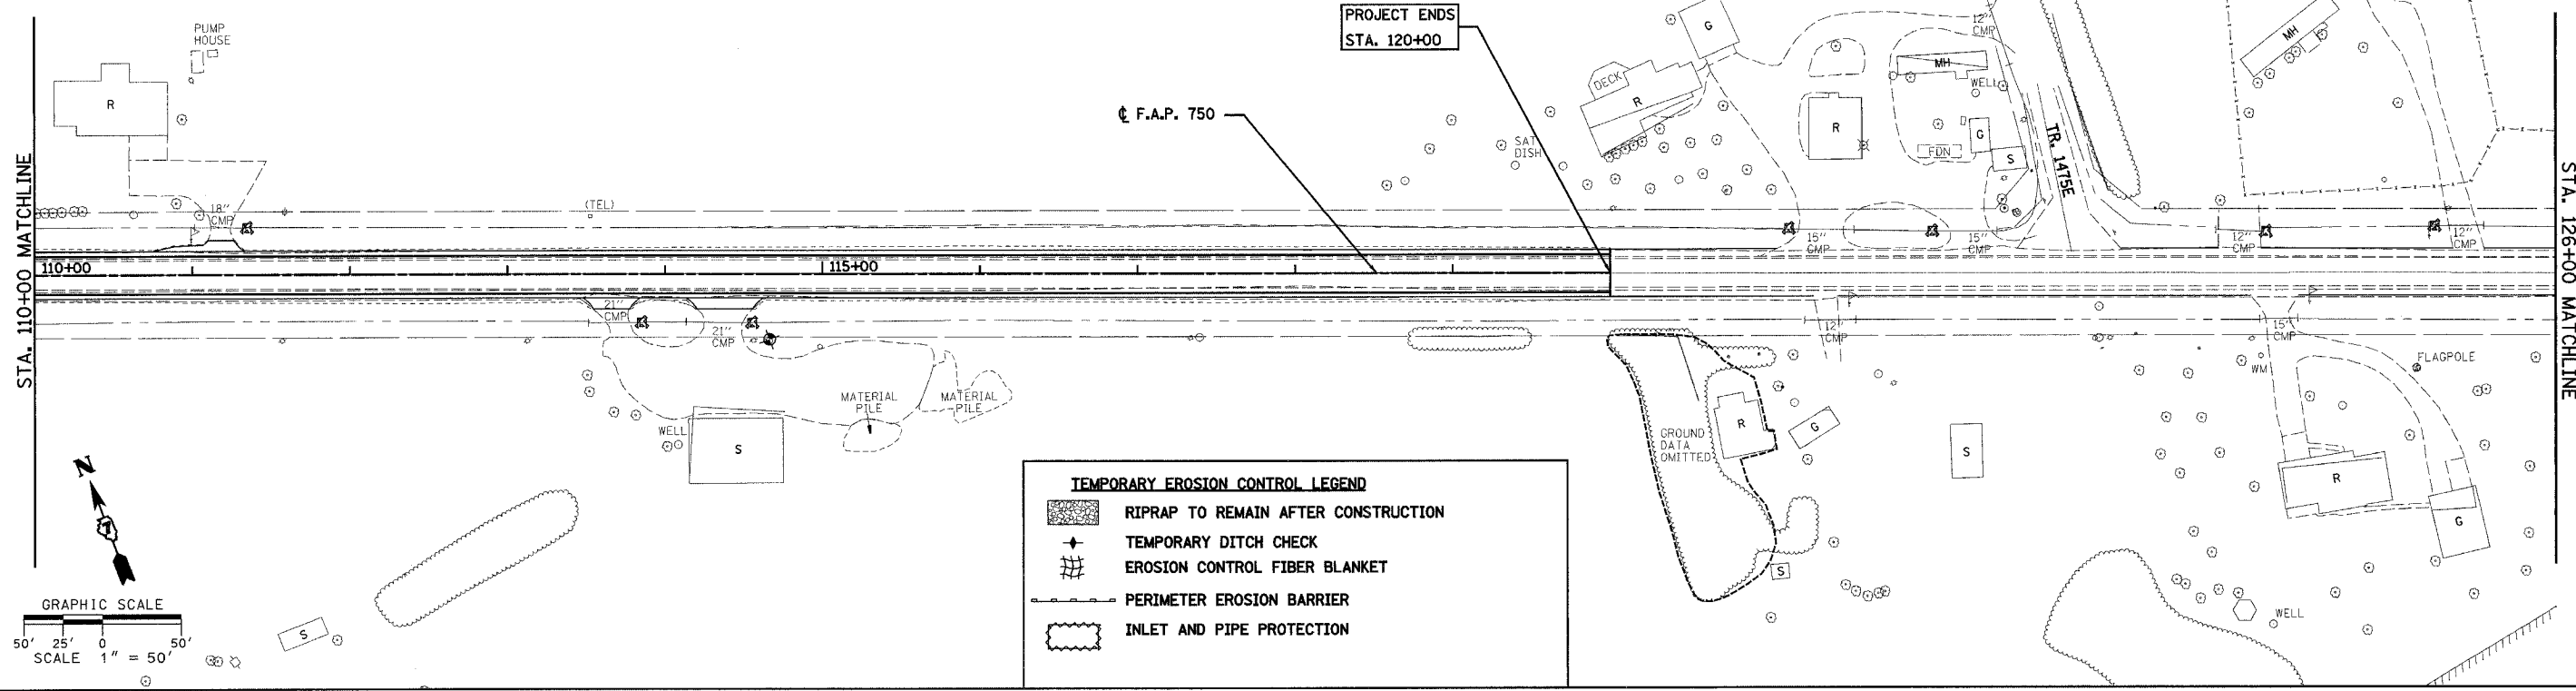 PUMP
HOUSE
R
STA. 110+00 MATCHLINE
18"
CMP
110+00
(TEL)
115+00
21"
CMP
21"
CMP
WELL
S
MATERIAL
PILE
MATERIAL
PILE
S
N
GRAPHIC SCALE
50' 25' 0 50'
SCALE 1" = 50'
PROJECT ENDS
STA. 120+00
℄ F.A.P. 750
SAT
DISH
DECK
R
G
R
12"
CMP
MH
WELL
G
FDN
S
TR. 1475E
MH
15"
CMP
15"
CMP
12"
CMP
12"
CMP
STA. 126+00 MATCHLINE
12"
CMP
15"
CMP
WM
FLAGPOLE
GROUND
DATA
OMITTED
R
G
S
S
R
G
WELL
TEMPORARY EROSION CONTROL LEGEND
RIPRAP TO REMAIN AFTER CONSTRUCTION
TEMPORARY DITCH CHECK
EROSION CONTROL FIBER BLANKET
PERIMETER EROSION BARRIER
INLET AND PIPE PROTECTION